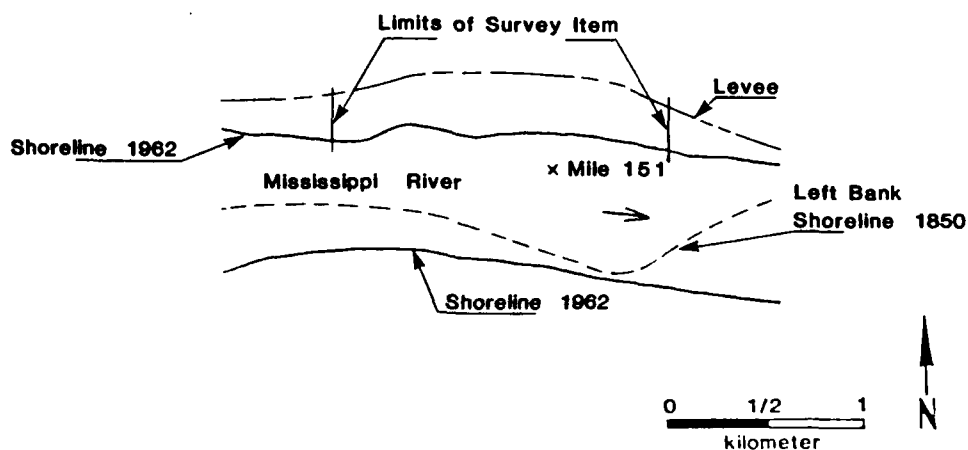 Limits of Survey Item
Levee
Shoreline 1962
× Mile 151
Mississippi River
Left Bank
Shoreline 1850
Shoreline 1962
0 1/2 1
kilometer
N